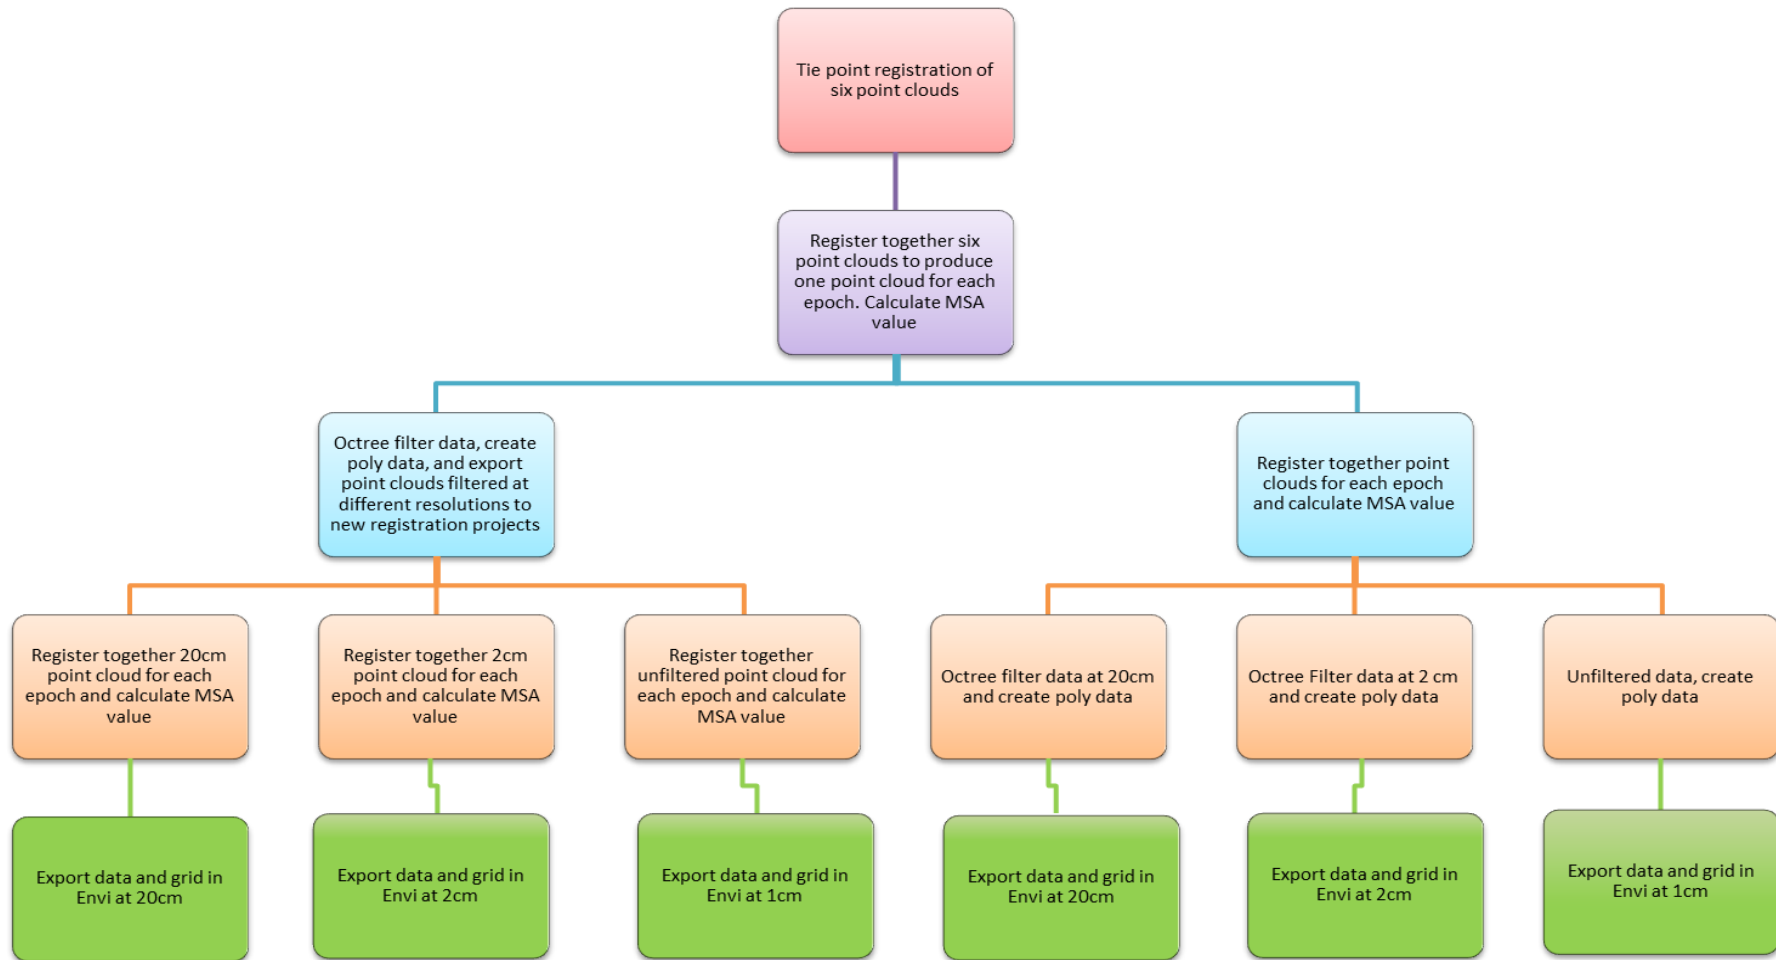 Tie point registration of
six point clouds
Register together six
point clouds to produce
one point cloud for each
epoch. Calculate MSA
value
Octree filter data, create
poly data, and export
point clouds filtered at
different resolutions to
new registration projects
Register together point
clouds for each epoch
and calculate MSA value
Register together 20cm
point cloud for each
epoch and calculate MSA
value
Register together 2cm
point cloud for each
epoch and calculate MSA
value
Register together
unfiltered point cloud for
each epoch and calculate
MSA value
Octree filter data at 20cm
and create poly data
Octree Filter data at 2 cm
and create poly data
Unfiltered data, create
poly data
Export data and grid in
Envi at 20cm
Export data and grid in
Envi at 2cm
Export data and grid in
Envi at 1cm
Export data and grid in
Envi at 20cm
Export data and grid in
Envi at 2cm
Export data and grid in
Envi at 1cm